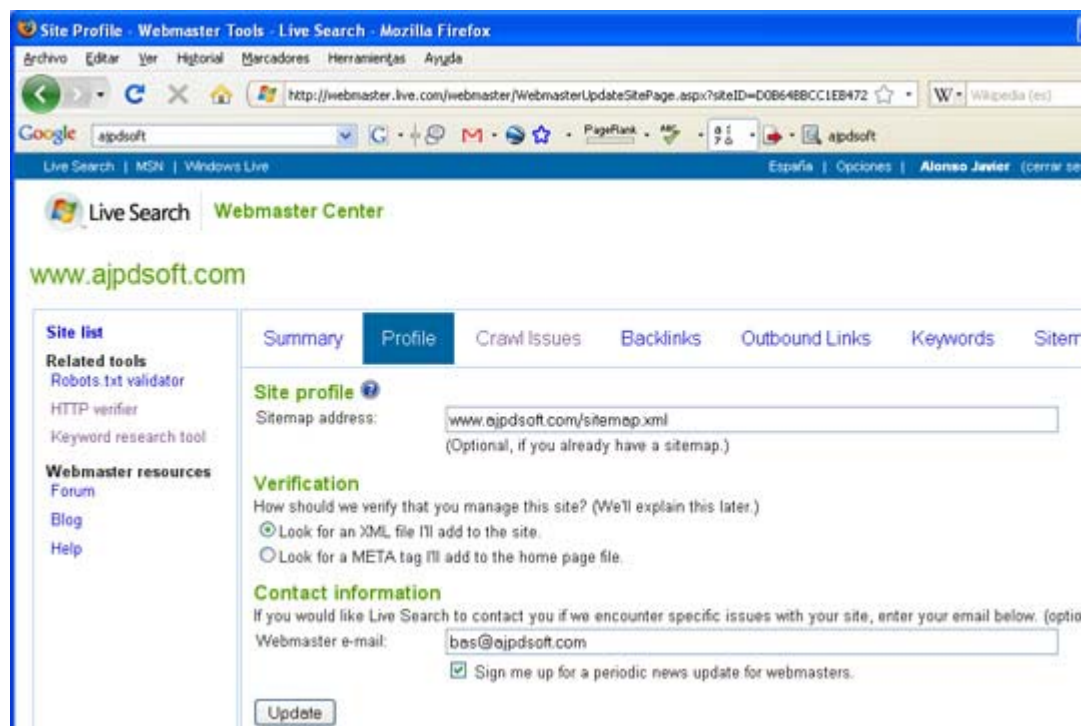 Site Profile - Webmaster Tools - Live Search - Mozilla Firefox
Archivo Editar Ver Historial Marcadores Herramientas Ayuda
http://webmaster.live.com/webmaster/WebmasterUpdateSitePage.aspx?siteID=D0B64BBCC1EB472 W Wikipedia (es)
Google ajpdsoft G PageRank ajpdsoft
Live Search | MSN | Windows Live España | Opciones | Alonso Javier (cerrar se
Live Search Webmaster Center
www.ajpdsoft.com
Site list
Related tools
Robots.txt validator
HTTP verifier
Keyword research tool
Webmaster resources
Forum
Blog
Help
Summary Profile Crawl Issues Backlinks Outbound Links Keywords Sitem
Site profile ?
Sitemap address: www.ajpdsoft.com/sitemap.xml
(Optional, if you already have a sitemap.)
Verification
How should we verify that you manage this site? (We'll explain this later.)
Look for an XML file I'll add to the site.
Look for a META tag I'll add to the home page file.
Contact information
If you would like Live Search to contact you if we encounter specific issues with your site, enter your email below. (optio
Webmaster e-mail: bas@ajpdsoft.com
Sign me up for a periodic news update for webmasters.
Update